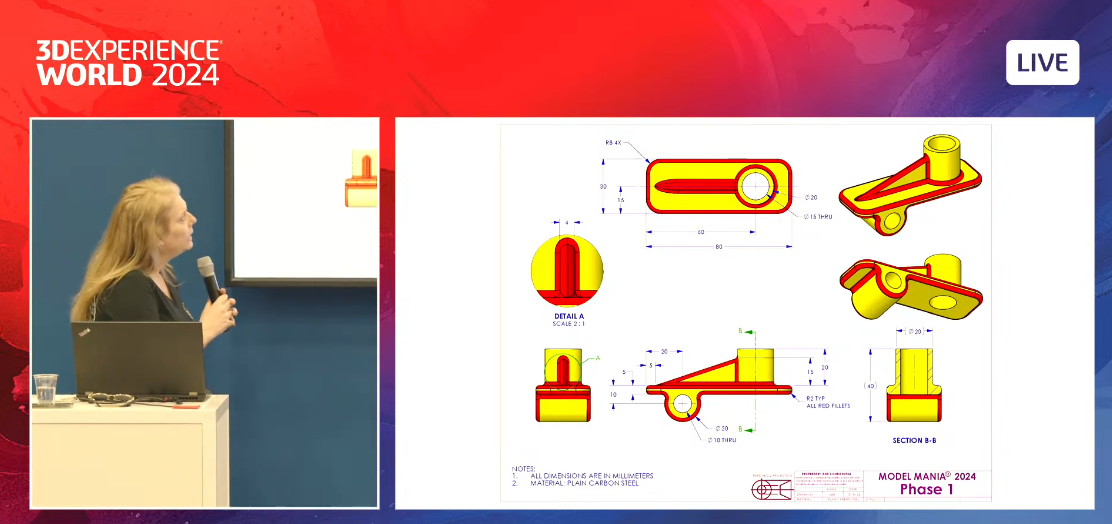 3DEXPERIENCE
WORLD 2024
LIVE
R8 4X
30
15
Ø 20
Ø 15 THRU
60
80
4
DETAIL A
SCALE 2 : 1
A
B
20
5
5
10
15
20
R2 TYP
ALL RED FILLETS
Ø 20
Ø 10 THRU
B
Ø 20
(40)
SECTION B-B
NOTES:
1. ALL DIMENSIONS ARE IN MILLIMETERS
2. MATERIAL: PLAIN CARBON STEEL
MODEL MANIA® 2024
Phase 1